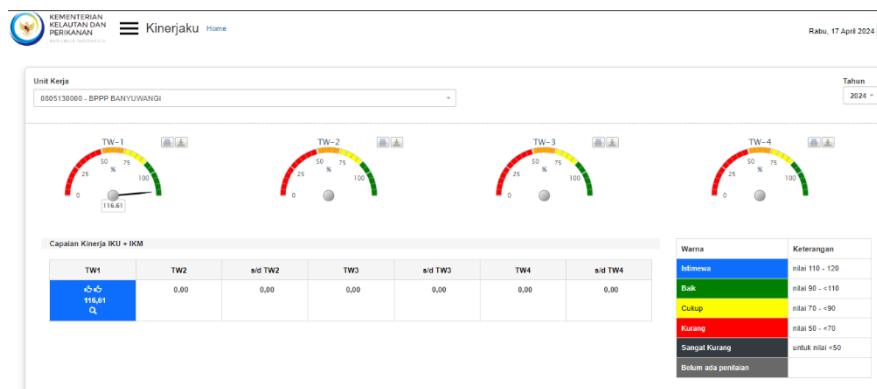 KEMENTERIAN
KELAUTAN DAN
PERIKANAN
REPUBLIK INDONESIA
Kinerjaku Home
Rabu, 17 April 2024
Unit Kerja
Tahun
0805130000 - BPPP BANYUWANGI
2024
TW-1
0 25 50 75 100
%
116.61
TW-2
0 25 50 75 100
%
TW-3
0 25 50 75 100
%
TW-4
0 25 50 75 100
%
Capaian Kinerja IKU + IKM
TW1 TW2 s/d TW2 TW3 s/d TW3 TW4 s/d TW4
116,61 0,00 0,00 0,00 0,00 0,00 0,00
Warna Keterangan
Istimewa nilai 110 - 120
Baik nilai 90 - <110
Cukup nilai 70 - <90
Kurang nilai 50 - <70
Sangat Kurang untuk nilai <50
Belum ada penilaian